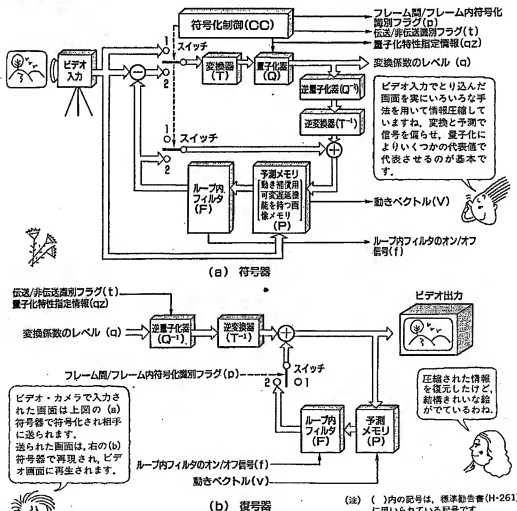 符号化制御(CC)
フレーム間/フレーム内符号化
識別フラグ(p)
伝送/非伝送識別フラグ(t)
量子化特性指定情報(qz)
変換係数のレベル(q)
ビデオ
入力
1
スイッチ
2
変換器
(T)
量子化器
(Q)
逆量子化器(Q⁻¹)
逆変換器(T⁻¹)
1
スイッチ
2
ループ内
フィルタ
(F)
予測メモリ
動き補償用
可変遅延機
能を持つ画
像メモリ
(P)
動きベクトル(V)
ループ内フィルタのオン/オフ
信号(f)
ビデオ入力でとり込んだ
画面を実にいろいろな手
法を用いて情報圧縮し
ていますね,変換と予測で
信号を偏らせ,量子化に
よりいくつかの代表値で
代表させるのが基本で
す.
(a) 符号器
伝送/非伝送識別フラグ(t)
量子化特性指定情報(qz)
変換係数のレベル(q)
逆量子化器
(Q⁻¹)
逆変換器
(T⁻¹)
ビデオ出力
フレーム間/フレーム内符号化識別フラグ(p)
スイッチ
2
1
ループ内
フィルタ
(F)
予測
メモリ
(P)
ループ内フィルタのオン/オフ信号(f)
動きベクトル(v)
ビデオ・カメラで入力さ
れた画面は上図の(a)
符号器で符号化され相手
に送られます.
送られた画面は,右の(b)
復号器で再現され,ビデ
オ画面に再生されます.
圧縮された情報
を復元したけど,
結構きれいな絵
がでているわね.
(b) 復号器
(注) ( )内の記号は,標準勧告書(H・261)
に用いられている記号です.